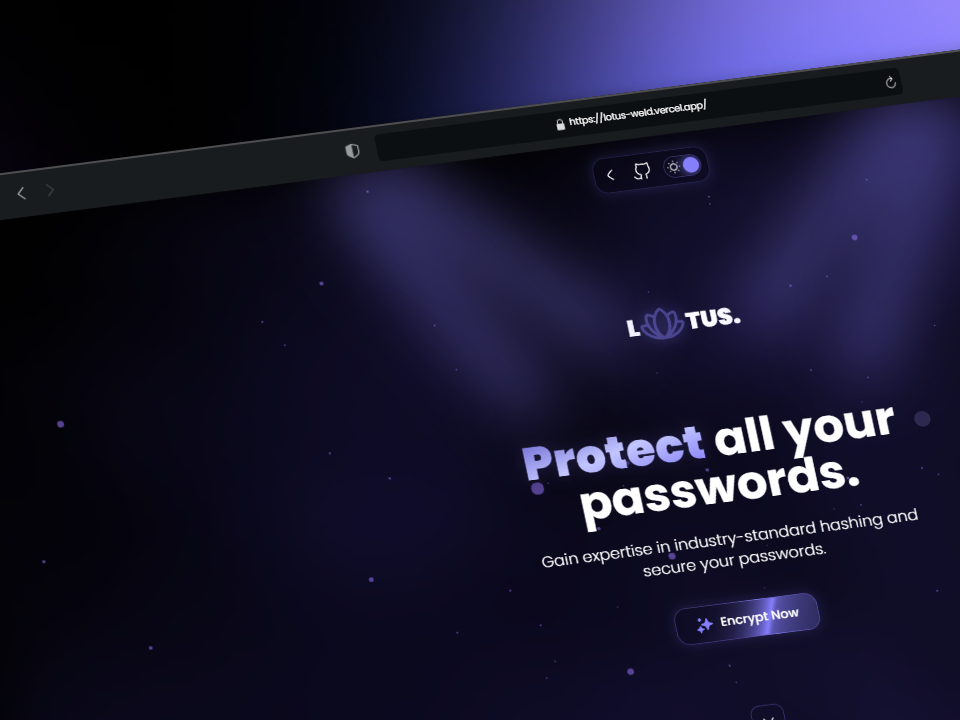 https://lotus-weld.vercel.app/
L TUS.
Protect all your
passwords.
Gain expertise in industry-standard hashing and
secure your passwords.
Encrypt Now